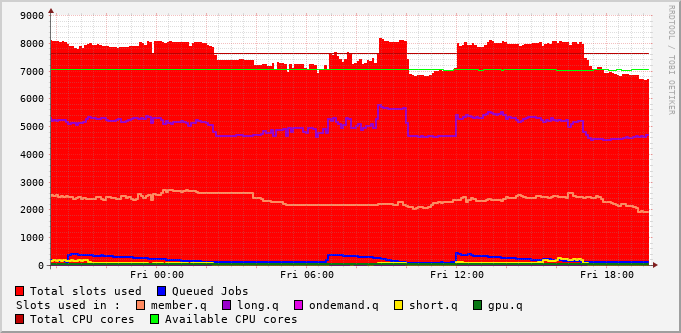 9000
8000
7000
6000
5000
4000
3000
2000
1000
0
Fri 00:00 Fri 06:00 Fri 12:00 Fri 18:00
RRDTOOL / TOBI OETIKER
Total slots used Queued Jobs
Slots used in : member.q long.q ondemand.q short.q gpu.q
Total CPU cores Available CPU cores